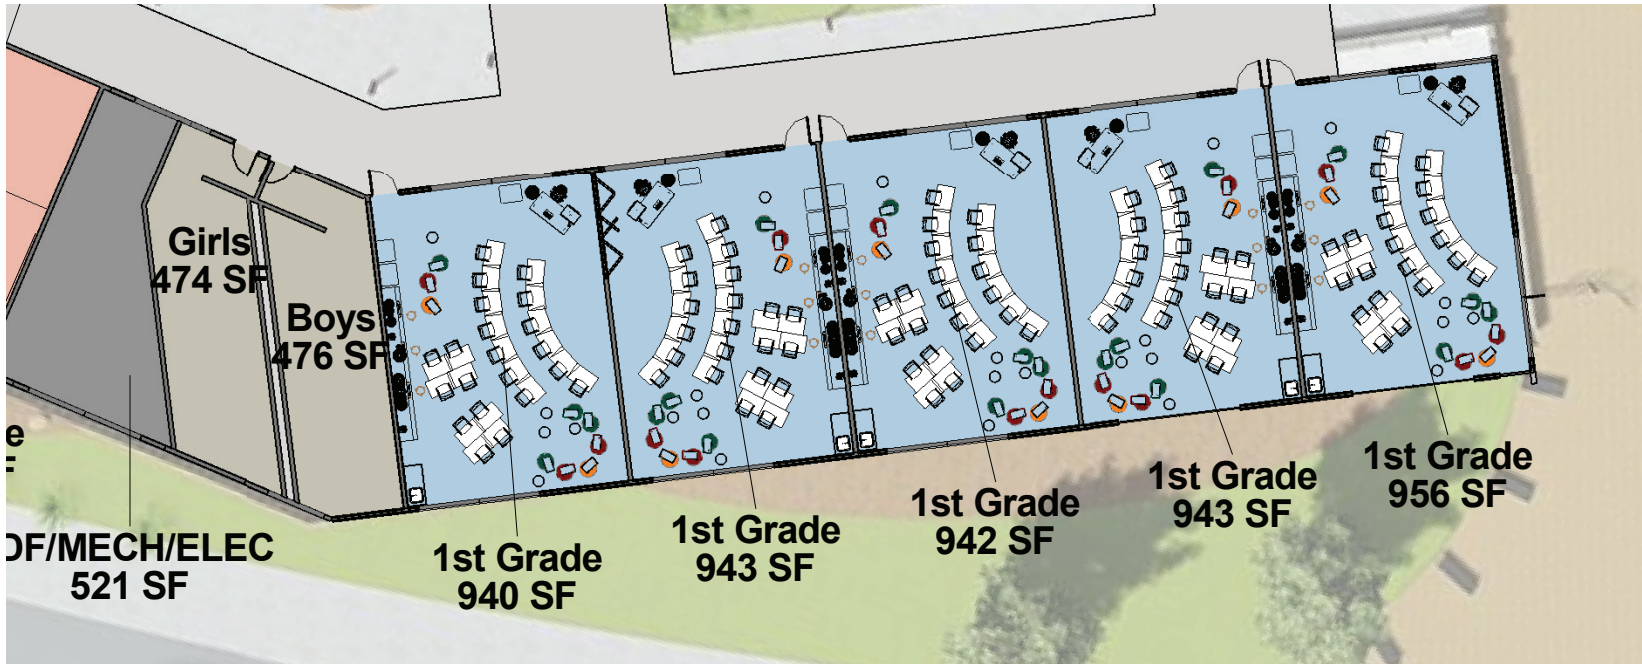 Girls
474 SF
Boys
476 SF
e
F
DF/MECH/ELEC
521 SF
1st Grade
940 SF
1st Grade
943 SF
1st Grade
942 SF
1st Grade
943 SF
1st Grade
956 SF